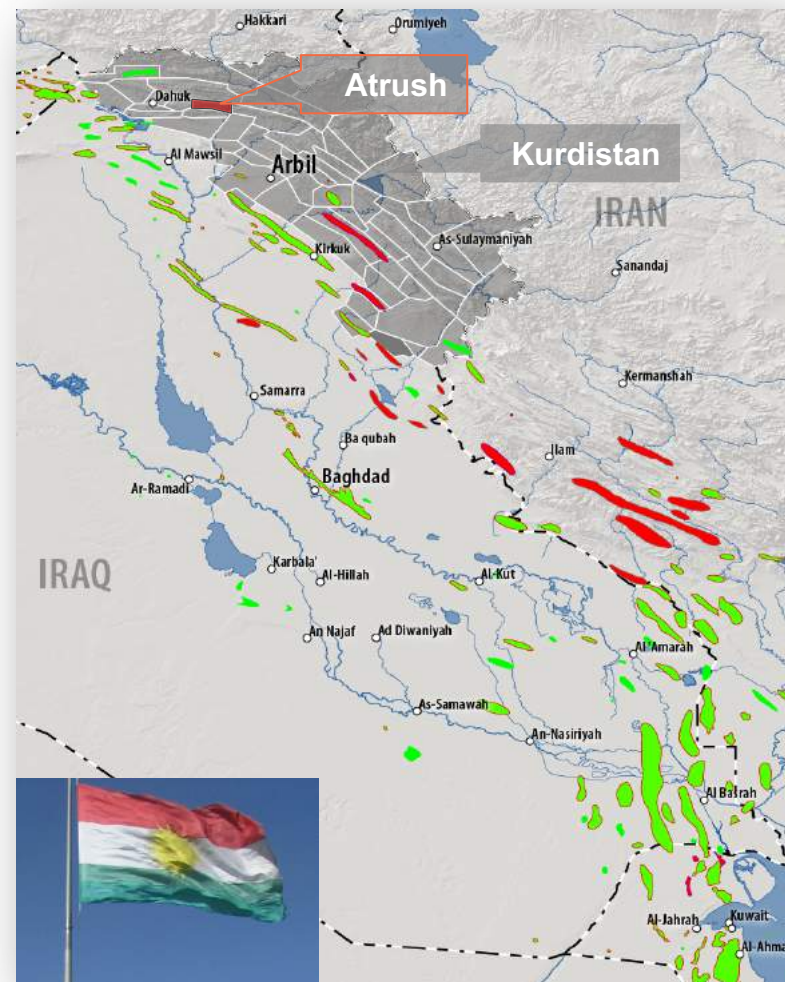 Hakkari
Orumiyeh
Atrush
Dahuk
Kurdistan
Al Mawsil
Arbil
IRAN
As-Sulaymaniyah
Kirkuk
Sanandaj
Kermanshah
Samarra
Ba qubah
Ilam
Baghdad
Ar-Ramadi
IRAQ
Karbala'
Al-Hillah
Al-Kut
An Najaf
Ad Diwaniyah
Al 'Amarah
As-Samawah
An-Nasiriyah
Al Basrah
Al-Jahrah
Kuwait
Al-Ahma